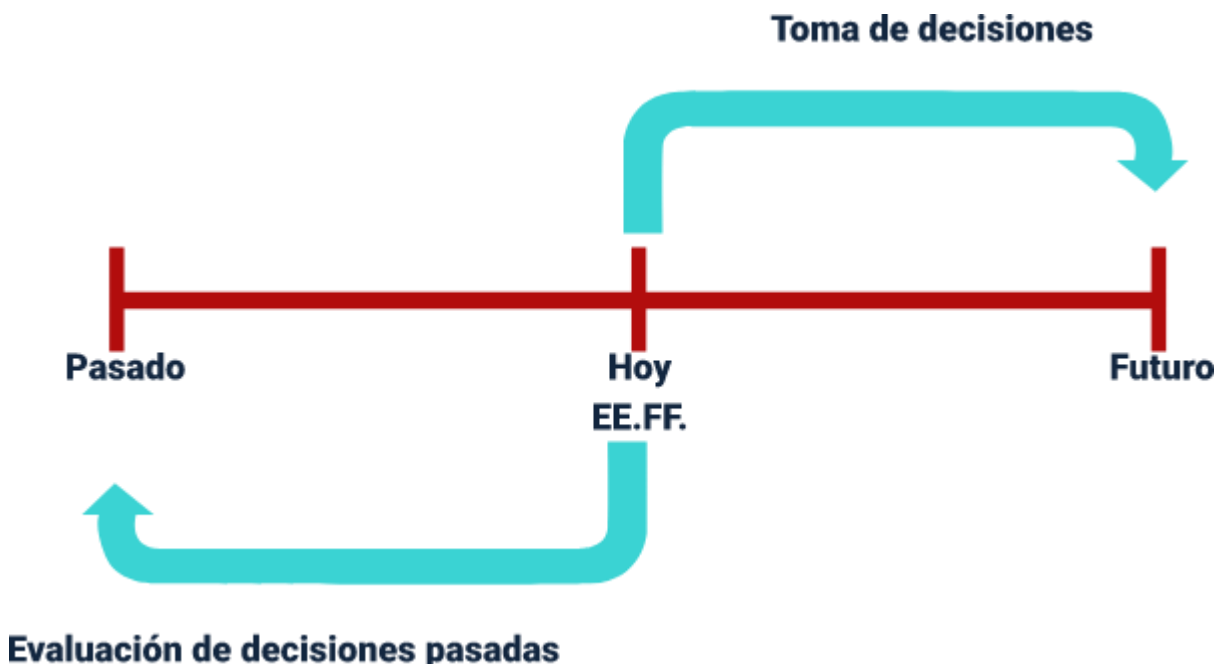 Toma de decisiones
Pasado
Hoy
Futuro
EE.FF.
Evaluación de decisiones pasadas